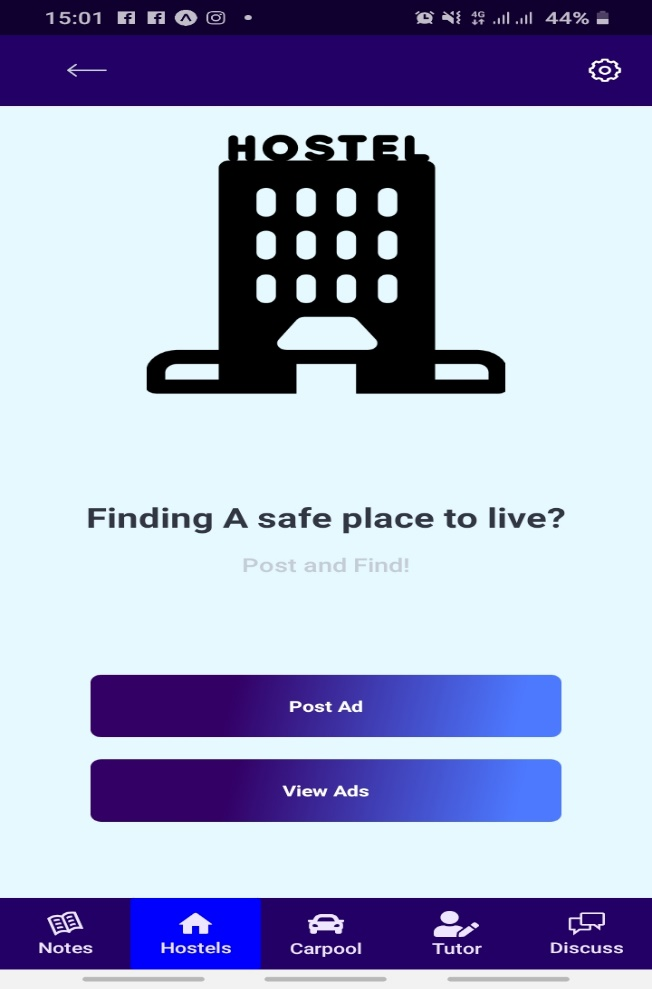 15:01 4G 44%
HOSTEL
Finding A safe place to live?
Post and Find!
Post Ad
View Ads
Notes Hostels Carpool Tutor Discuss